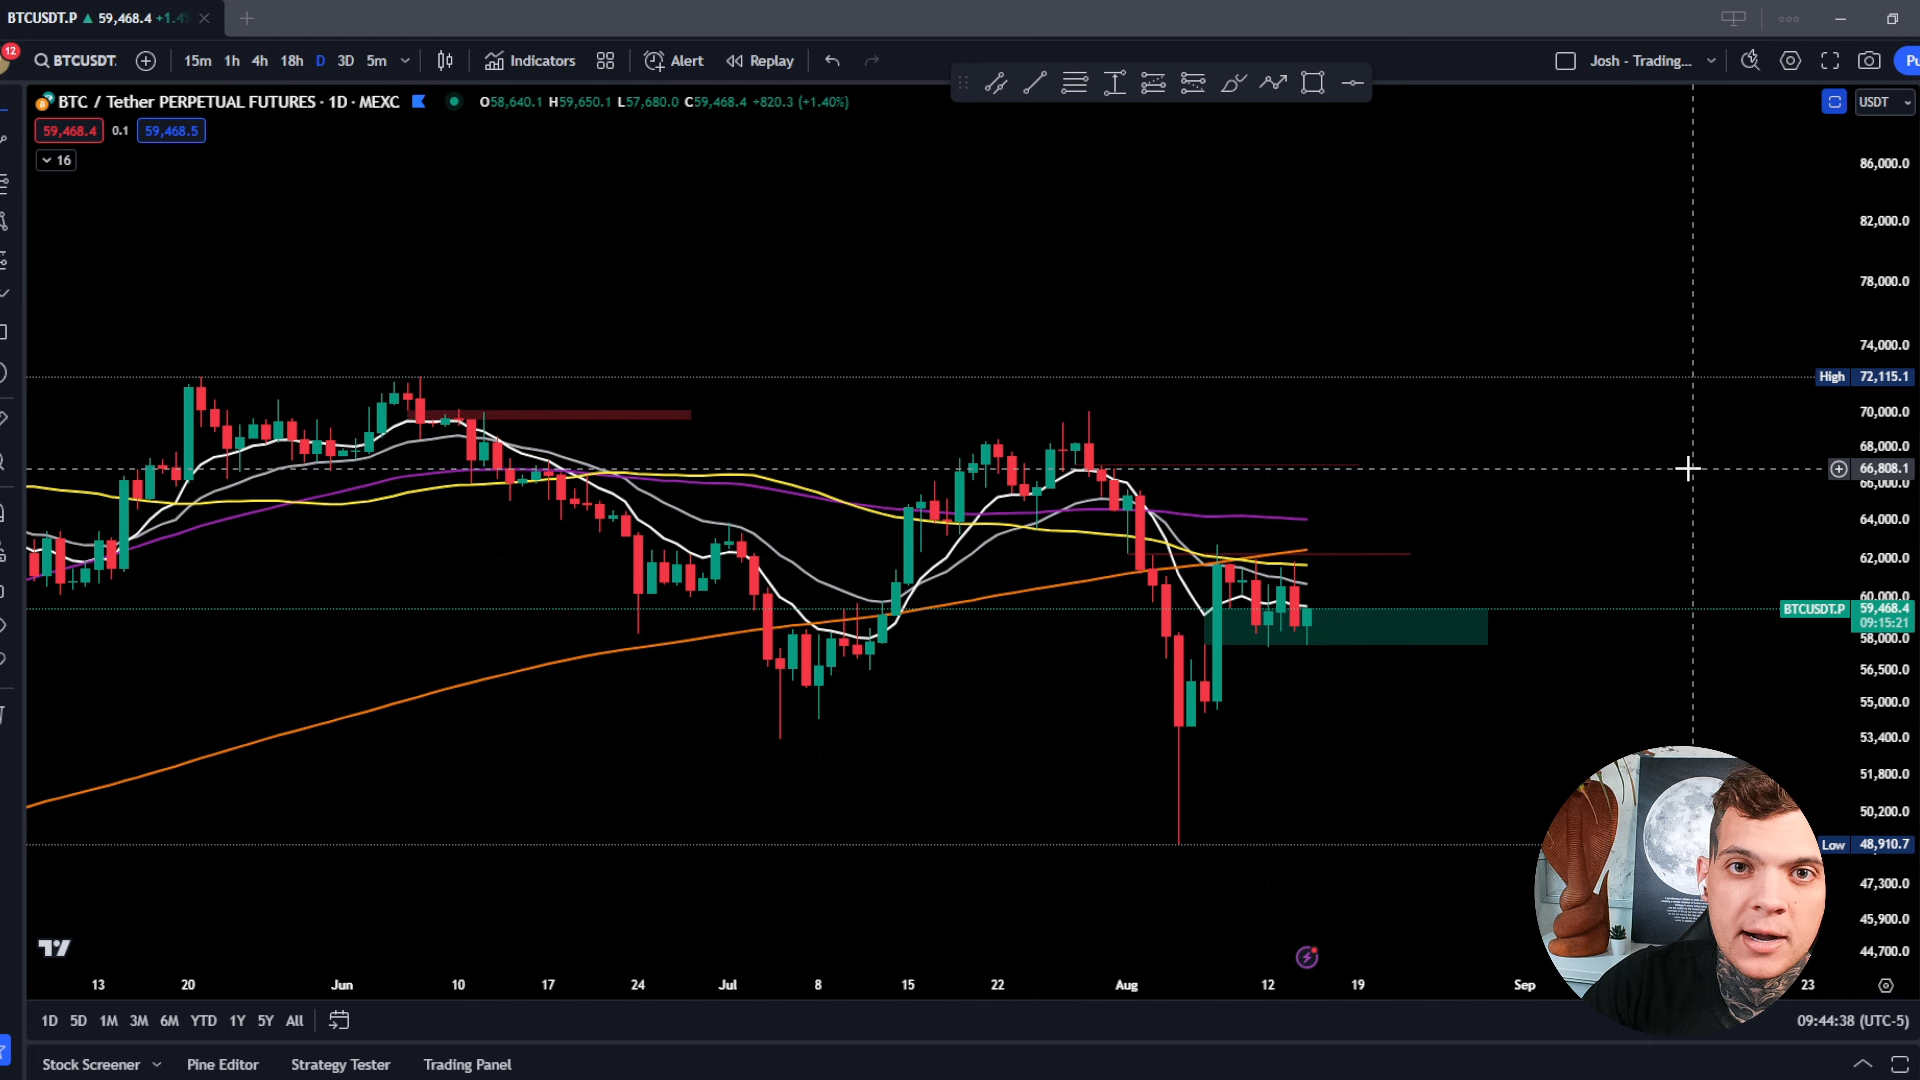 BTCUSDT.P ▲ 59,468.4 +1.4
12
BTCUSDT. 15m 1h 4h 18h D 3D 5m Indicators Alert Replay Josh - Trading... Pu
BTC / Tether PERPETUAL FUTURES · 1D · MEXC O58,640.1 H59,650.1 L57,680.0 C59,468.4 +820.3 (+1.40%) USDT
59,468.4 0.1 59,468.5
16
86,000.0
82,000.0
78,000.0
74,000.0
High 72,115.1
70,000.0
68,000.0
66,808.1
66,000.0
64,000.0
62,000.0
60,000.0
BTCUSDT.P 59,468.4
09:15:21
58,000.0
56,500.0
55,000.0
53,400.0
51,800.0
50,200.0
Low 48,910.7
47,300.0
45,900.0
44,700.0
13 20 Jun 10 17 24 Jul 8 15 22 Aug 12 19 Sep 23
1D 5D 1M 3M 6M YTD 1Y 5Y All 09:44:38 (UTC-5)
Stock Screener Pine Editor Strategy Tester Trading Panel